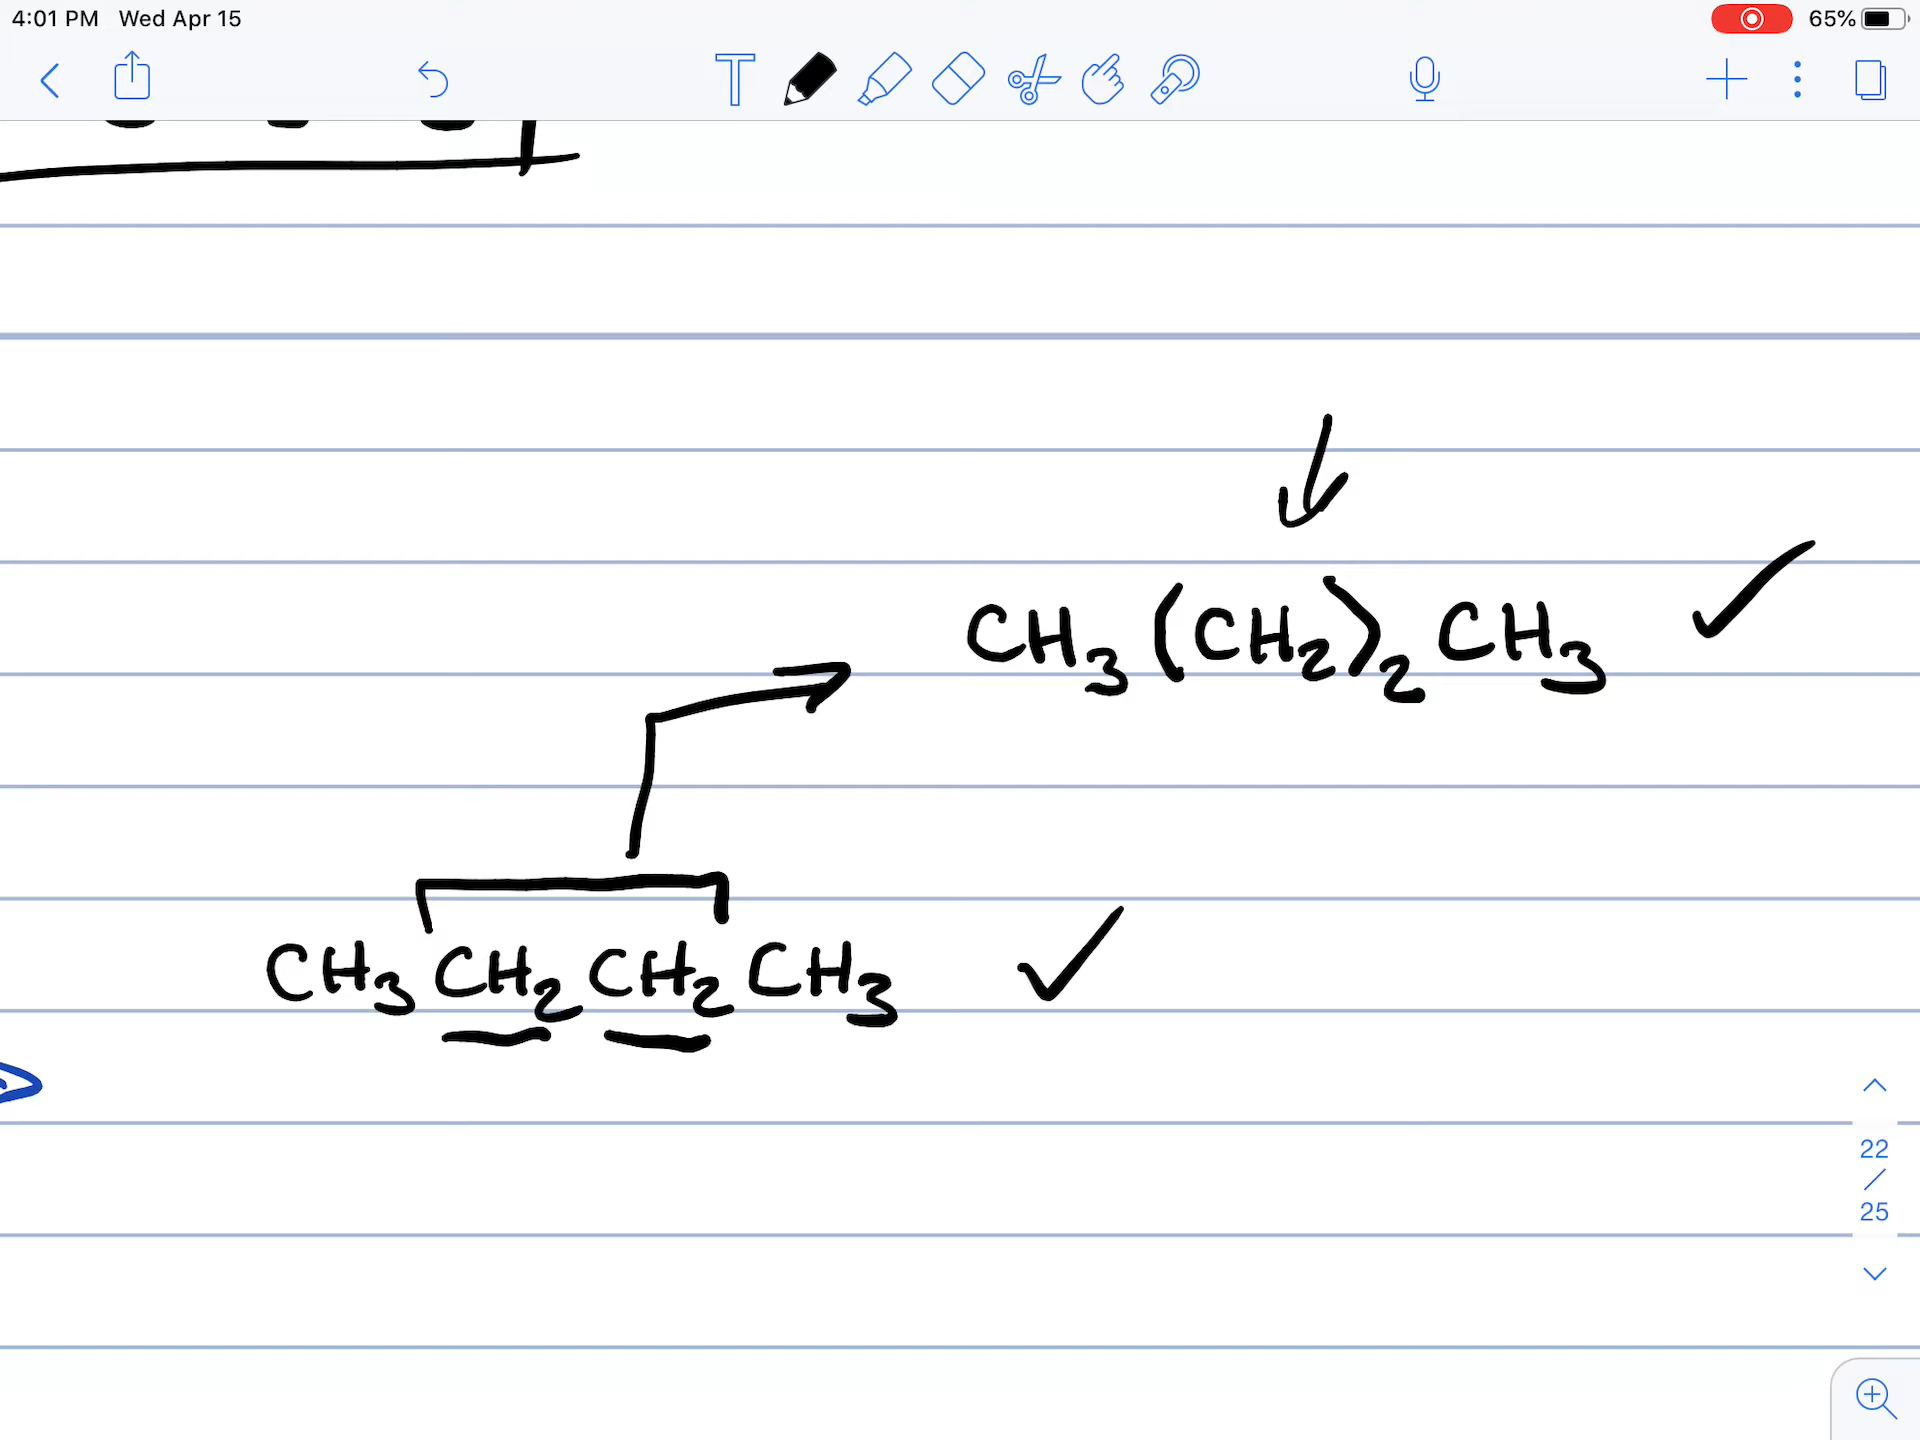 4:01 PM Wed Apr 15
65%
T
CH₃(CH₂)₂CH₃
CH₃CH₂CH₂CH₃
22
/
25